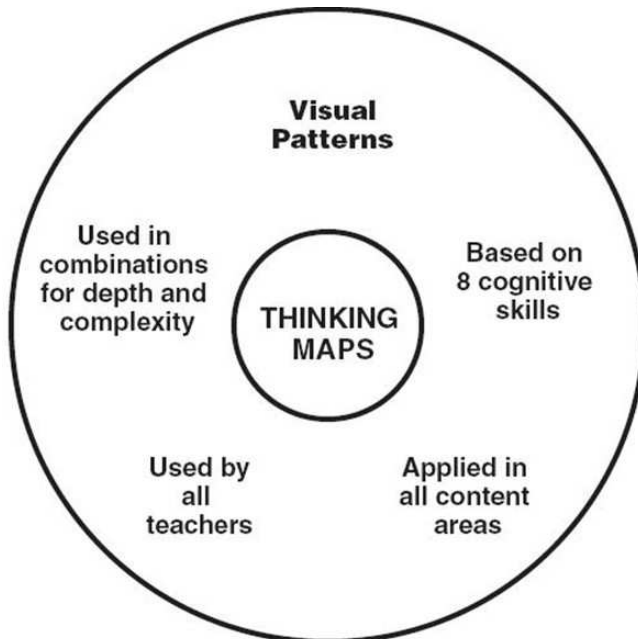 Visual
Patterns
Used in
combinations
for depth and
complexity
Based on
8 cognitive
skills
THINKING
MAPS
Used by
all
teachers
Applied in
all content
areas